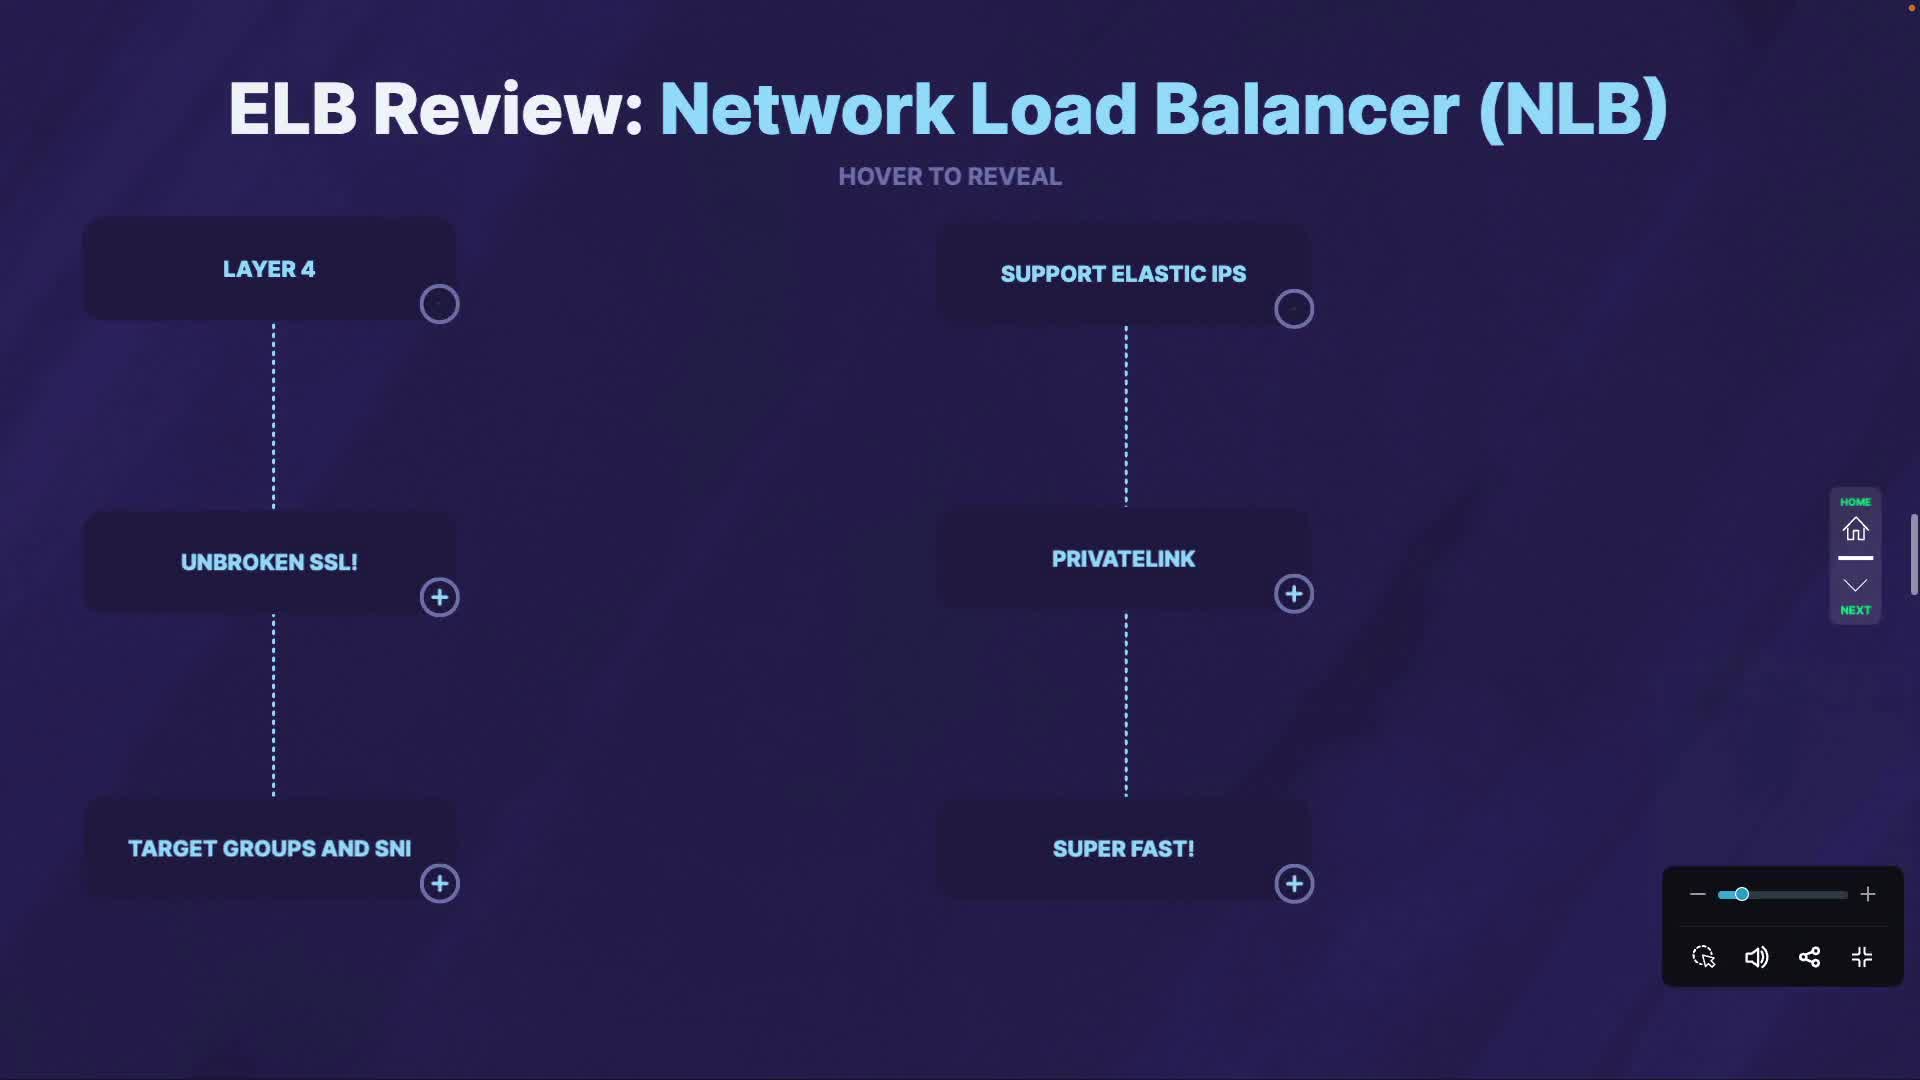 ELB Review: Network Load Balancer (NLB)
HOVER TO REVEAL
LAYER 4
UNBROKEN SSL!
TARGET GROUPS AND SNI
SUPPORT ELASTIC IPS
PRIVATELINK
SUPER FAST!
HOME
NEXT